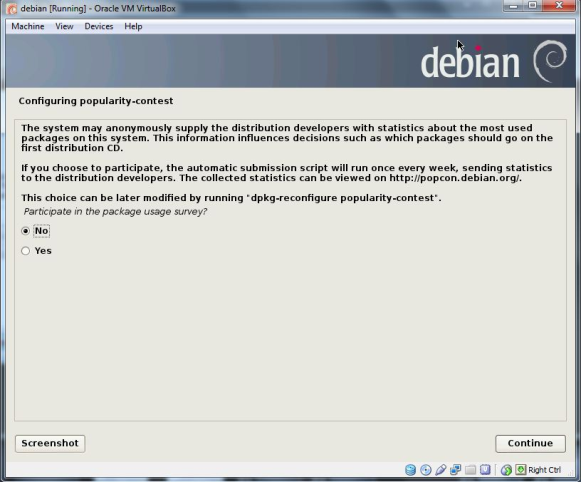 debian [Running] - Oracle VM VirtualBox
Machine View Devices Help
debian
Configuring popularity-contest
The system may anonymously supply the distribution developers with statistics about the most used
packages on this system. This information influences decisions such as which packages should go on the
first distribution CD.
If you choose to participate, the automatic submission script will run once every week, sending statistics
to the distribution developers. The collected statistics can be viewed on http://popcon.debian.org/.
This choice can be later modified by running "dpkg-reconfigure popularity-contest".
Participate in the package usage survey?
No
Yes
Screenshot Continue
Right Ctrl